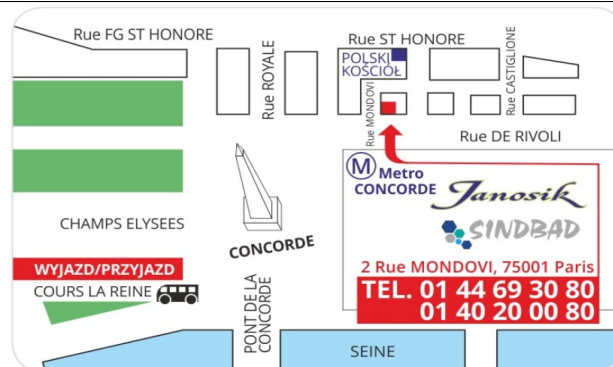 Rue FG ST HONORE
Rue ROYALE
Rue ST HONORE
POLSKI
KOŚCIÓŁ
Rue MONDOVI
Rue CASTIGLIONE
Rue DE RIVOLI
M Metro
CONCORDE
Janosik
SINDBAD
CHAMPS ELYSEES
CONCORDE
WYJAZD/PRZYJAZD
COURS LA REINE
PONT DE LA
CONCORDE
2 Rue MONDOVI, 75001 Paris
TEL. 01 44 69 30 80
01 40 20 00 80
SEINE